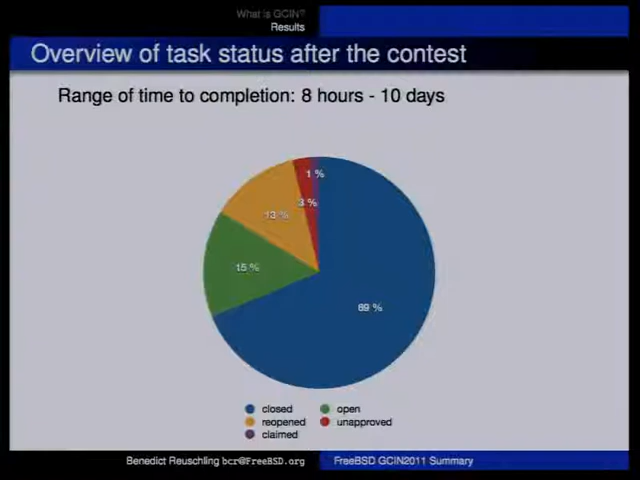 What is GCIN?
Results
Overview of task status after the contest
Range of time to completion: 8 hours - 10 days
1 %
3 %
13 %
15 %
69 %
closed
open
reopened
unapproved
claimed
Benedict Reuschling bcr@FreeBSD.org
FreeBSD GCIN2011 Summary